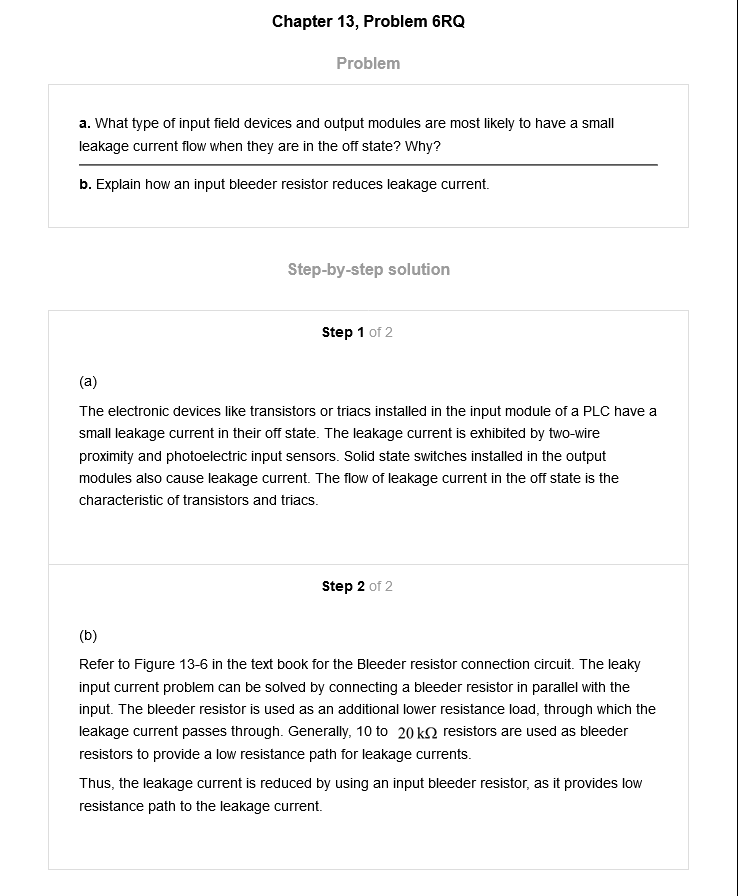 Chapter 13, Problem 6RQ
Problem
a. What type of input field devices and output modules are most likely to have a small
leakage current flow when they are in the off state? Why?
b. Explain how an input bleeder resistor reduces leakage current.
Step-by-step solution
Step 1 of 2
(a)
The electronic devices like transistors or triacs installed in the input module of a PLC have a
small leakage current in their off state. The leakage current is exhibited by two-wire
proximity and photoelectric input sensors. Solid state switches installed in the output
modules also cause leakage current. The flow of leakage current in the off state is the
characteristic of transistors and triacs.
Step 2 of 2
(b)
Refer to Figure 13-6 in the text book for the Bleeder resistor connection circuit. The leaky
input current problem can be solved by connecting a bleeder resistor in parallel with the
input. The bleeder resistor is used as an additional lower resistance load, through which the
leakage current passes through. Generally, 10 to 20 kΩ resistors are used as bleeder
resistors to provide a low resistance path for leakage currents.
Thus, the leakage current is reduced by using an input bleeder resistor, as it provides low
resistance path to the leakage current.